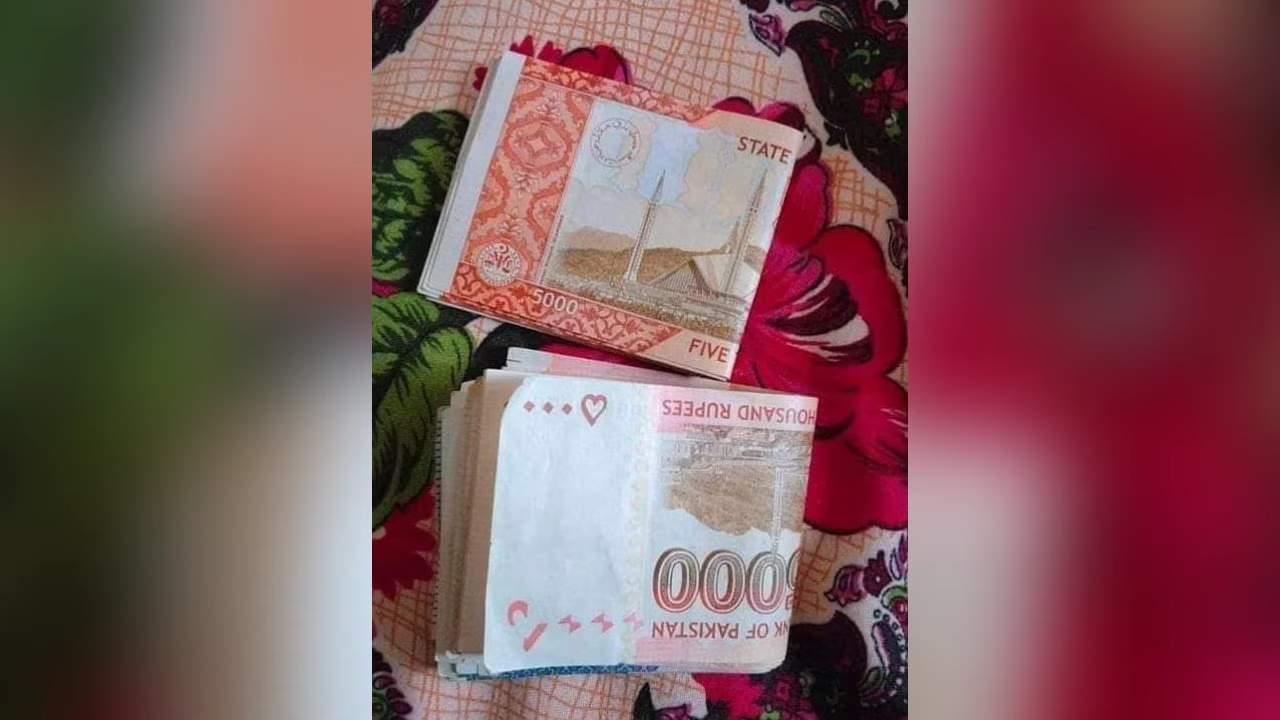 STATE
5000
FIVE
HOUSAND RUPEES
000
NK OF PAKISTAN